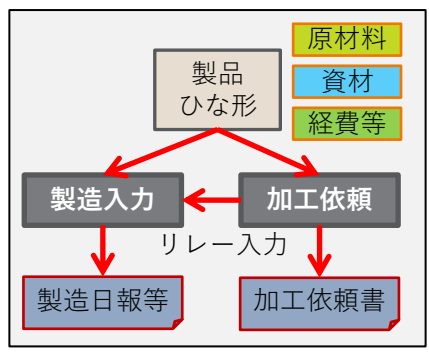 原材料
製品
ひな形
資材
経費等
製造入力
加工依頼
リレー入力
製造日報等
加工依頼書